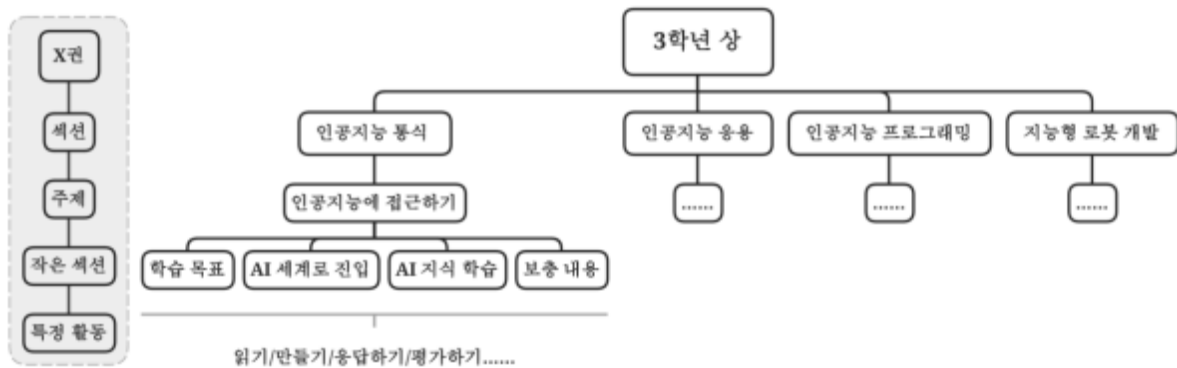 X권
섹션
주제
작은 섹션
특정 활동
3학년 상
인공지능 통식
인공지능 응용
인공지능 프로그래밍
지능형 로봇 개발
인공지능에 접근하기
......
......
......
학습 목표
AI 세계로 진입
AI 지식 학습
보충 내용
읽기/만들기/응답하기/평가하기......